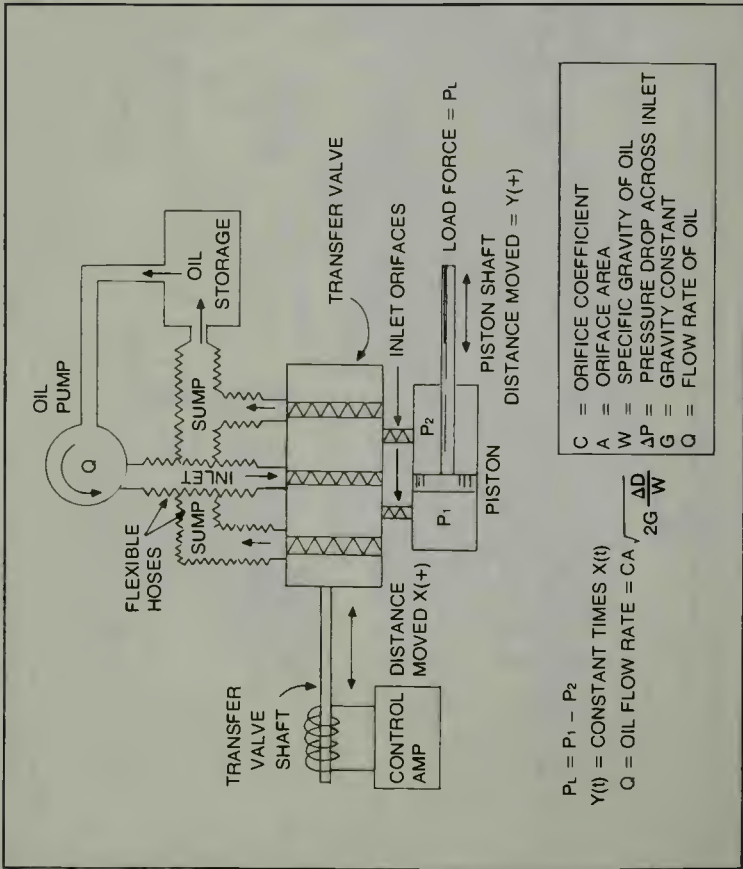 OIL
PUMP
Q
FLEXIBLE
HOSES
SUMP
INLET
SUMP
OIL
STORAGE
TRANSFER
VALVE
SHAFT
TRANSFER VALVE
CONTROL
AMP
DISTANCE
MOVED X(+)
INLET ORIFACES
P1
P2
PISTON
LOAD FORCE = PL
PISTON SHAFT
DISTANCE MOVED = Y(+)
PL = P1 − P2
Y(t) = CONSTANT TIMES X(t)
Q = OIL FLOW RATE = CA √ 2G ΔD/W
C = ORIFICE COEFFICIENT
A = ORIFACE AREA
W = SPECIFIC GRAVITY OF OIL
ΔP = PRESSURE DROP ACROSS INLET
G = GRAVITY CONSTANT
Q = FLOW RATE OF OIL